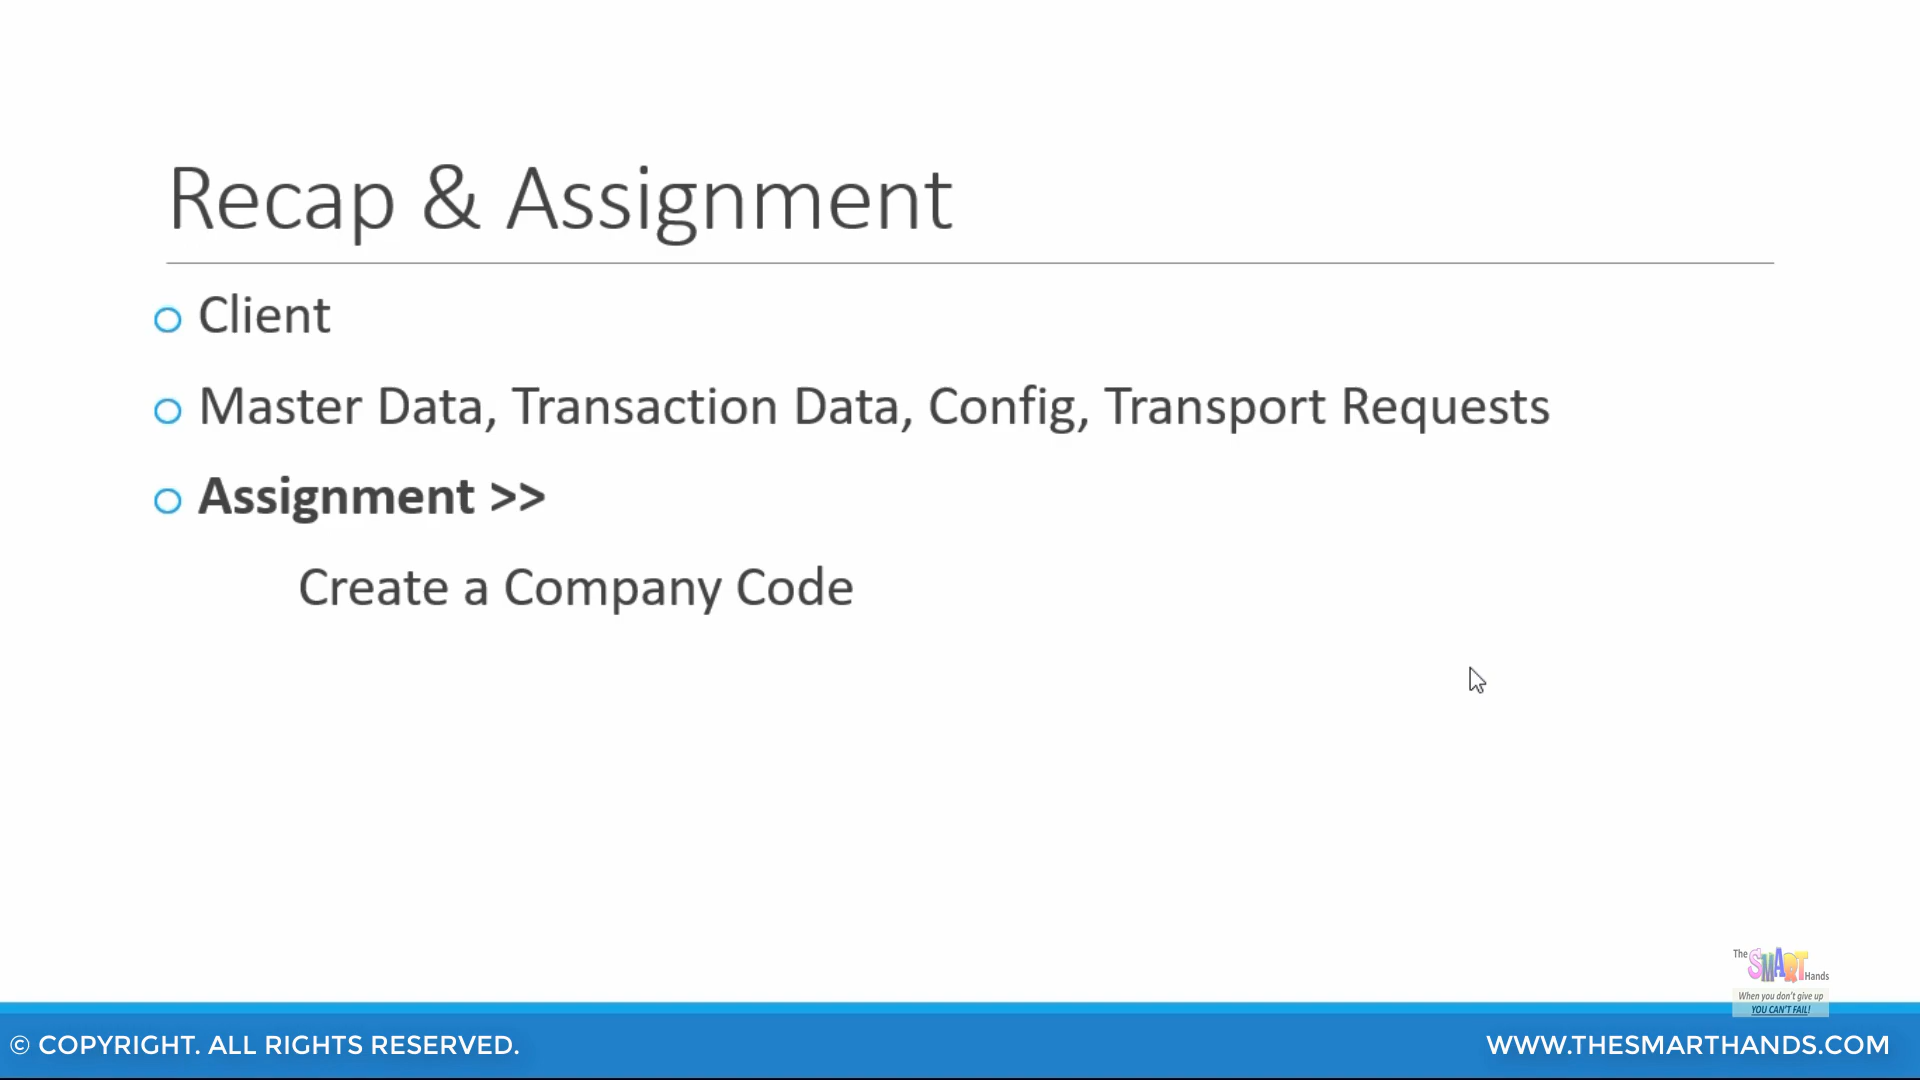 Recap & Assignment
Client
Master Data, Transaction Data, Config, Transport Requests
Assignment >>
Create a Company Code
The SMART Hands
When you don't give up
YOU CAN'T FAIL!
© COPYRIGHT. ALL RIGHTS RESERVED.
WWW.THESMARTHANDS.COM